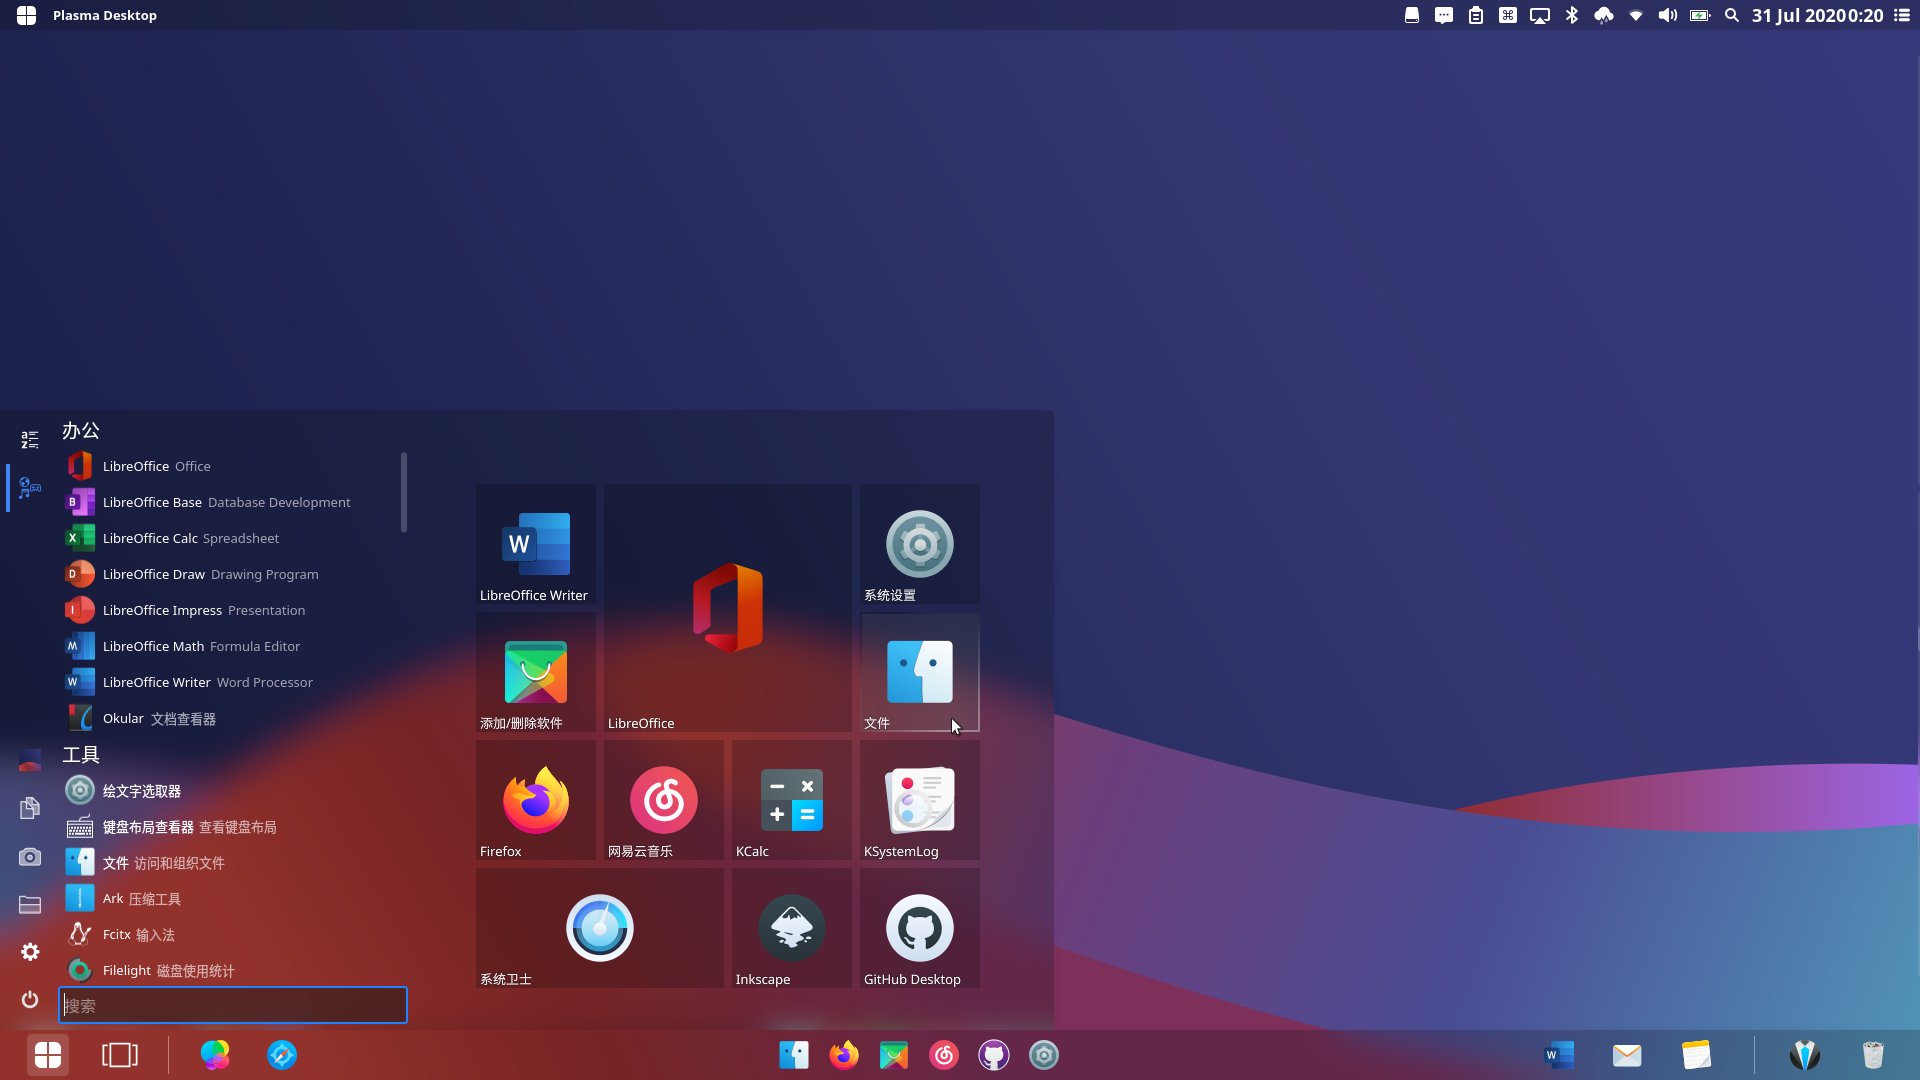 Plasma Desktop
31 Jul 2020 0:20
办公
LibreOffice Office
LibreOffice Base Database Development
LibreOffice Calc Spreadsheet
LibreOffice Draw Drawing Program
LibreOffice Impress Presentation
LibreOffice Math Formula Editor
LibreOffice Writer Word Processor
Okular 文档查看器
工具
绘文字选取器
键盘布局查看器 查看键盘布局
文件 访问和组织文件
Ark 压缩工具
Fcitx 输入法
Filelight 磁盘使用统计
搜索
LibreOffice Writer
系统设置
添加/删除软件
LibreOffice
文件
Firefox
网易云音乐
KCalc
KSystemLog
系统卫士
Inkscape
GitHub Desktop